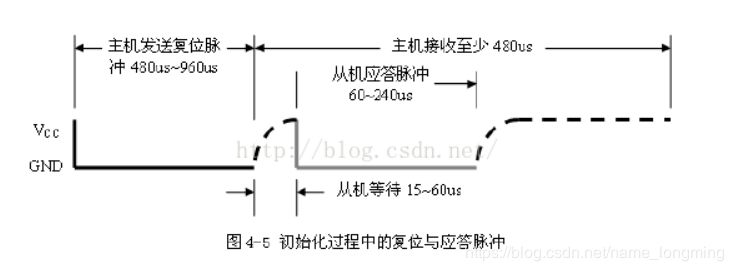 主机发送复位脉
冲 480us~960us
主机接收至少 480us
从机应答脉冲
60~240us
VCC
GND
http://blog.csdn.net/
从机等待 15~60us
图 4-5 初始化过程中的复位与应答脉冲
https://blog.csdn.net/name_longming